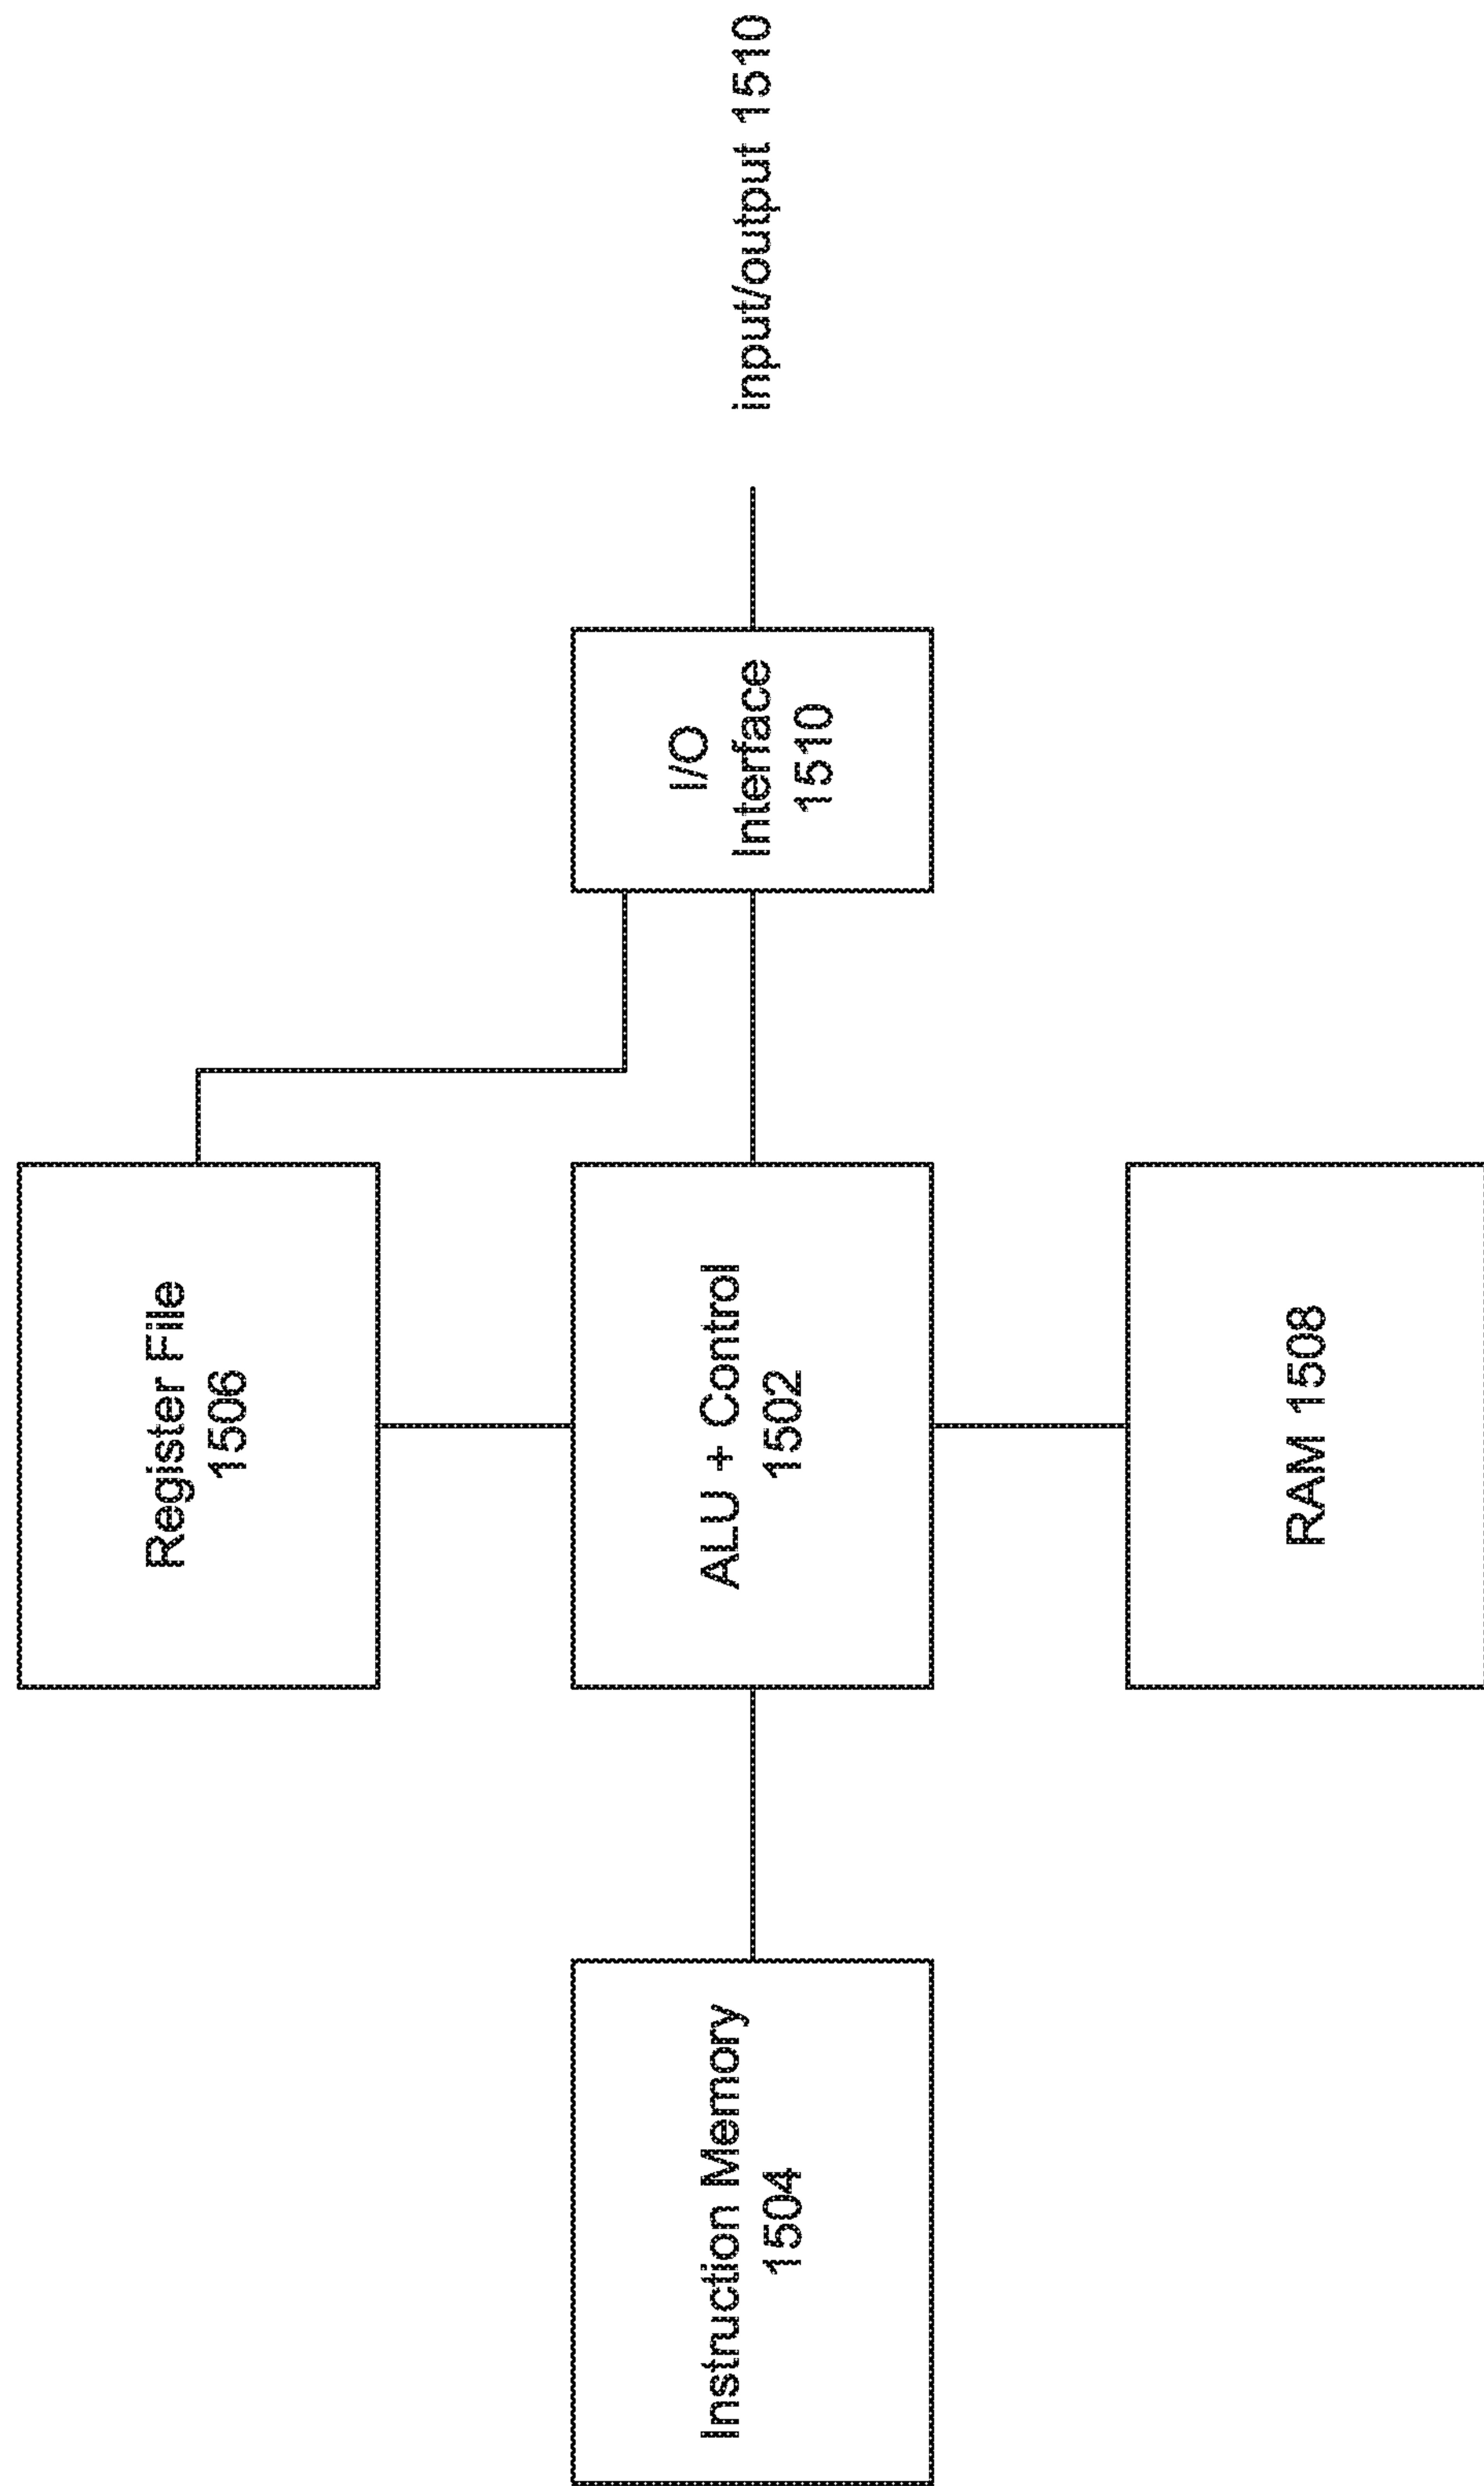 Register File
1506
Instruction Memory
1504
ALU + Control
1502
I/O
Interface
1510
input/output 1510
RAM 1508